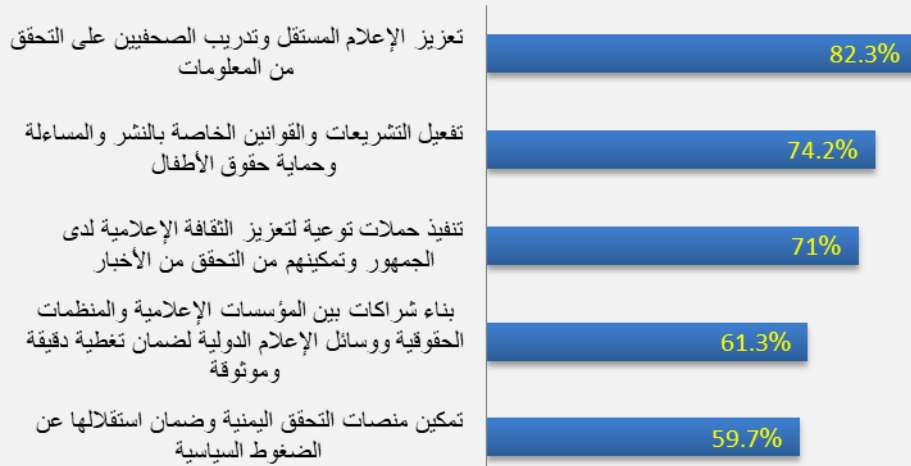 تعزيز الإعلام المستقل وتدريب الصحفيين على التحقق
من المعلومات
82.3%
تفعيل التشريعات والقوانين الخاصة بالنشر والمساءلة
وحماية حقوق الأطفال
74.2%
تنفيذ حملات توعية لتعزيز الثقافة الإعلامية لدى
الجمهور وتمكينهم من التحقق من الأخبار
71%
بناء شراكات بين المؤسسات الإعلامية والمنظمات
الحقوقية ووسائل الإعلام الدولية لضمان تغطية دقيقة
وموثوقة
61.3%
تمكين منصات التحقق اليمنية وضمان استقلالها عن
الضغوط السياسية
59.7%